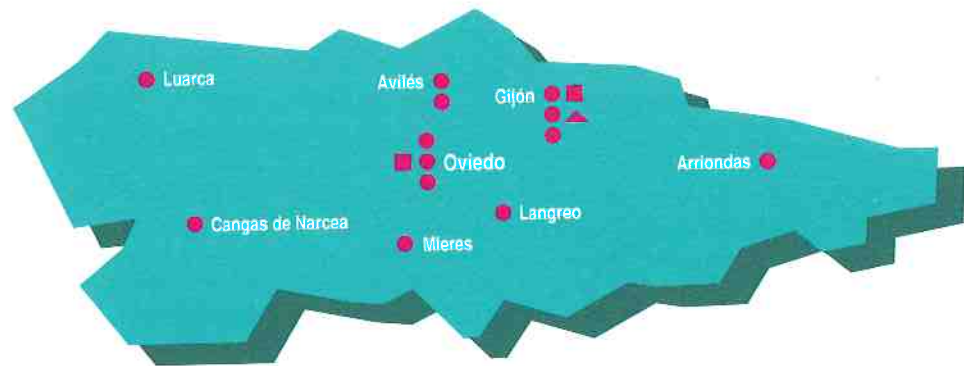 Luarca
Avilés
Gijón
Oviedo
Arriondas
Cangas de Narcea
Langreo
Mieres